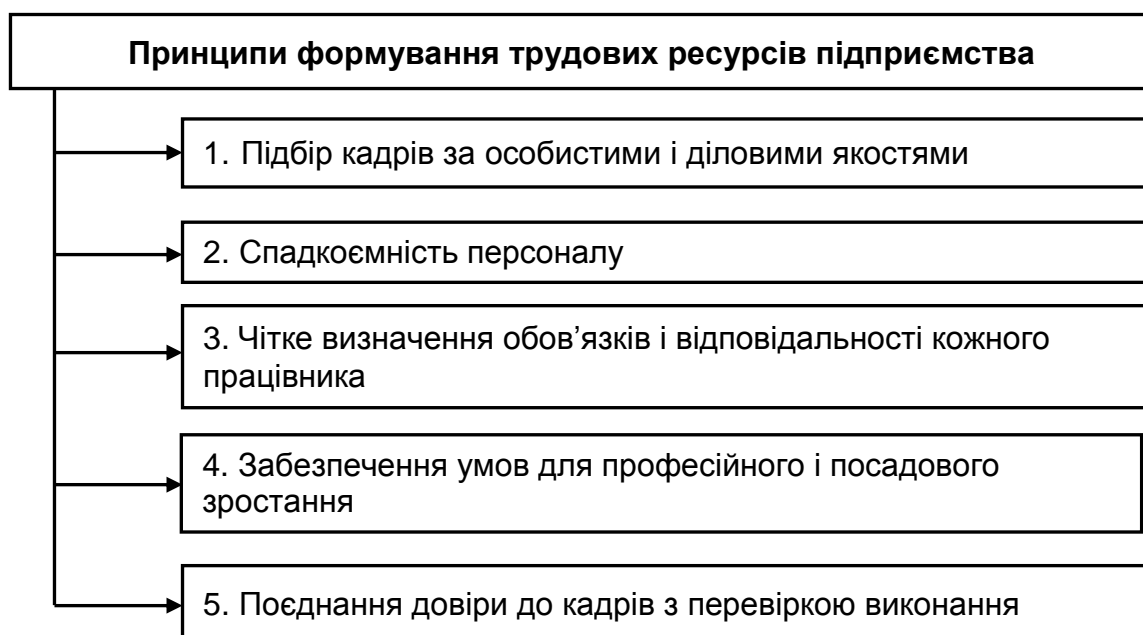 Принципи формування трудових ресурсів підприємства
1. Підбір кадрів за особистими і діловими якостями
2. Спадкоємність персоналу
3. Чітке визначення обов’язків і відповідальності кожного
працівника
4. Забезпечення умов для професійного і посадового
зростання
5. Поєднання довіри до кадрів з перевіркою виконання